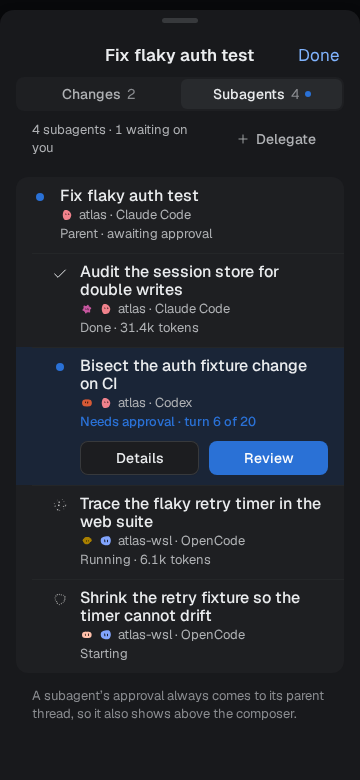 Fix flaky auth test
Done
Changes 2
Subagents 4
4 subagents · 1 waiting on
you
+ Delegate
Fix flaky auth test
atlas · Claude Code
Parent · awaiting approval
Audit the session store for
double writes
atlas · Claude Code
Done · 31.4k tokens
Bisect the auth fixture change
on CI
atlas · Codex
Needs approval · turn 6 of 20
Details
Review
Trace the flaky retry timer in the
web suite
atlas-wsl · OpenCode
Running · 6.1k tokens
Shrink the retry fixture so the
timer cannot drift
atlas-wsl · OpenCode
Starting
A subagent's approval always comes to its parent
thread, so it also shows above the composer.